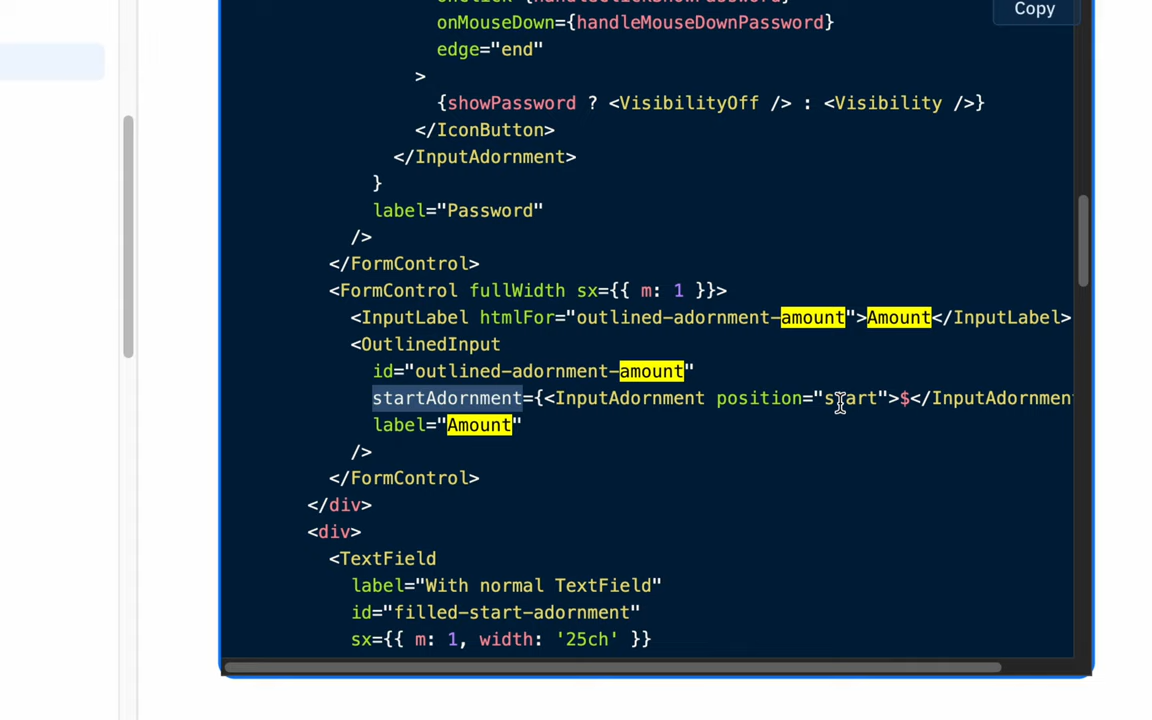 Copy
onMouseDown={handleMouseDownPassword}
edge="end"
>
{showPassword ? <VisibilityOff /> : <Visibility />}
</IconButton>
</InputAdornment>
}
label="Password"
/>
</FormControl>
<FormControl fullWidth sx={{ m: 1 }}>
<InputLabel htmlFor="outlined-adornment-amount">Amount</InputLabel>
<OutlinedInput
id="outlined-adornment-amount"
startAdornment={<InputAdornment position="start">$</InputAdornment
label="Amount"
/>
</FormControl>
</div>
<div>
<TextField
label="With normal TextField"
id="filled-start-adornment"
sx={{ m: 1, width: '25ch' }}